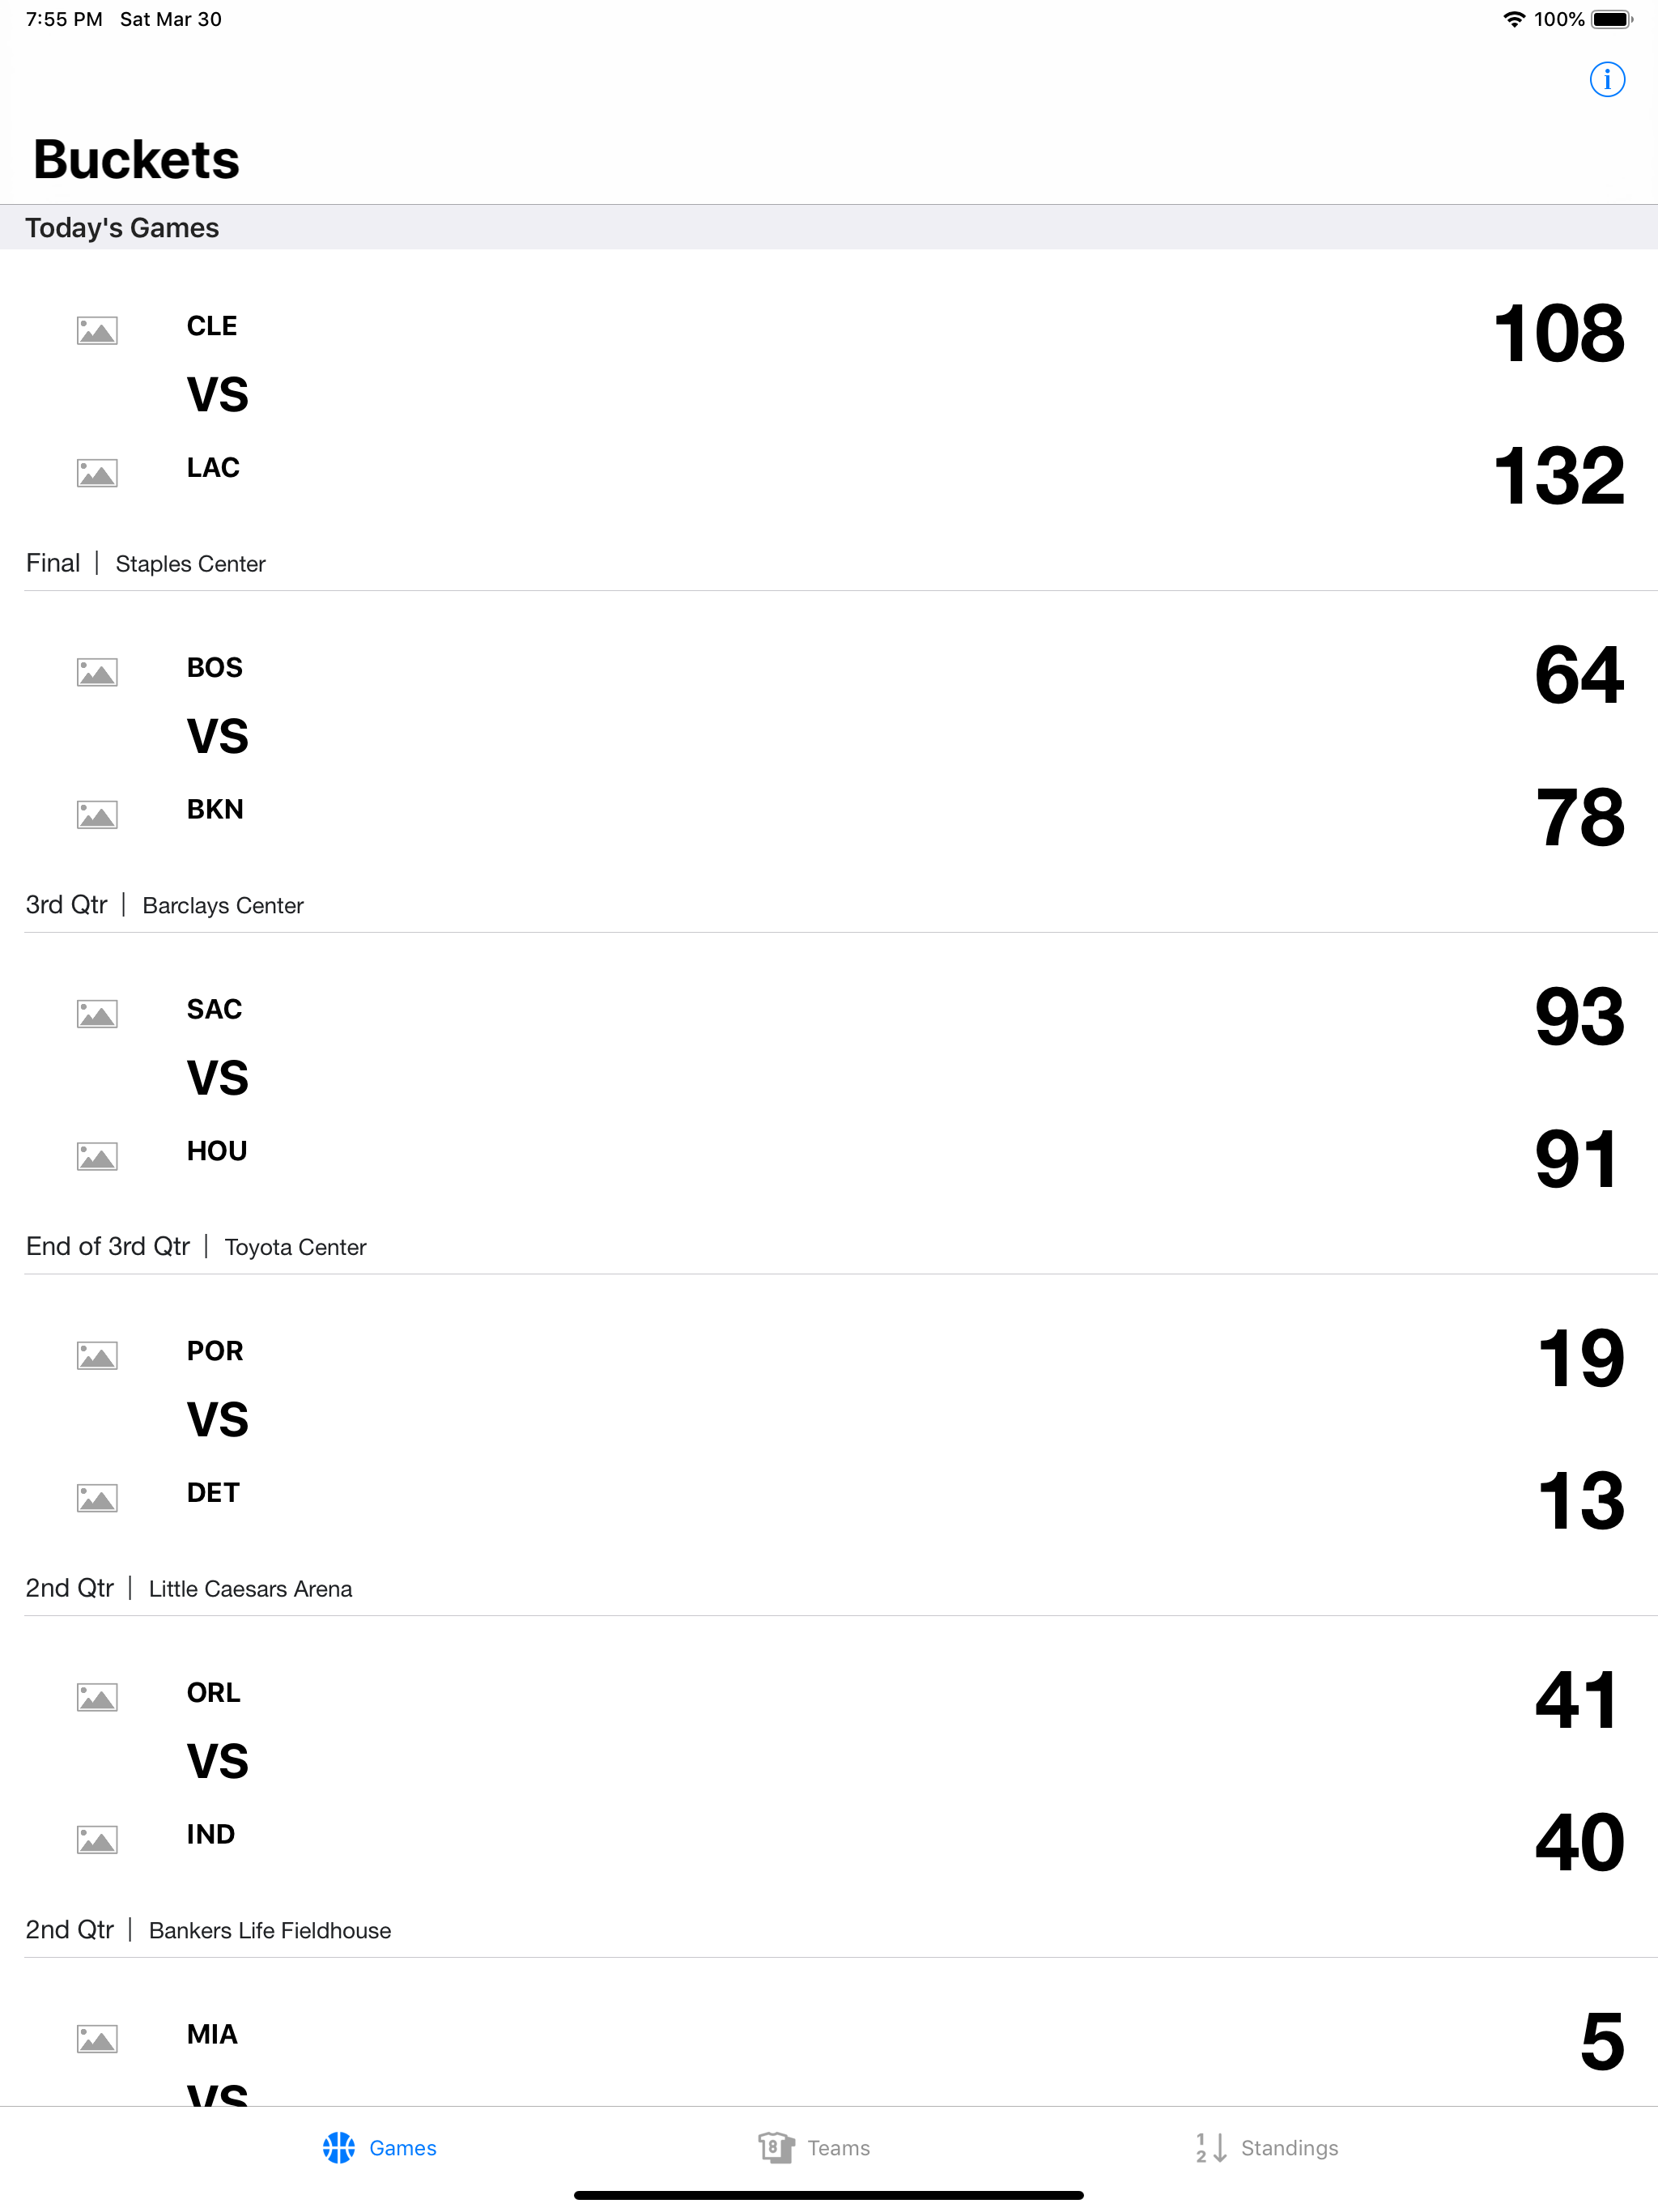 7:55 PM Sat Mar 30 100%
Buckets
Today's Games
CLE 108
VS
LAC 132
Final | Staples Center
BOS 64
VS
BKN 78
3rd Qtr | Barclays Center
SAC 93
VS
HOU 91
End of 3rd Qtr | Toyota Center
POR 19
VS
DET 13
2nd Qtr | Little Caesars Arena
ORL 41
VS
IND 40
2nd Qtr | Bankers Life Fieldhouse
MIA 5
VS
Games Teams Standings